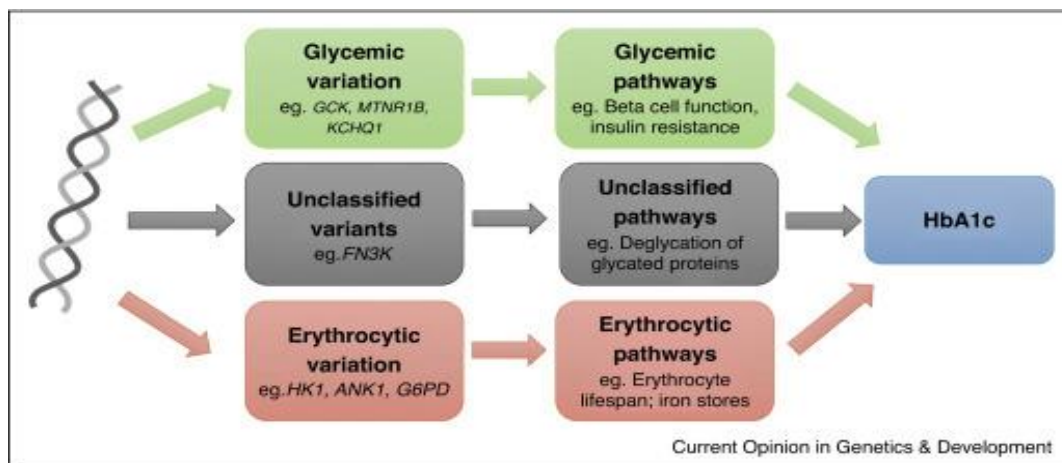 Glycemic
variation
eg. GCK, MTNR1B,
KCHQ1
Glycemic
pathways
eg. Beta cell function,
insulin resistance
Unclassified
variants
eg.FN3K
Unclassified
pathways
eg. Deglycation of
glycated proteins
HbA1c
Erythrocytic
variation
eg.HK1, ANK1, G6PD
Erythrocytic
pathways
eg. Erythrocyte
lifespan; iron stores
Current Opinion in Genetics & Development